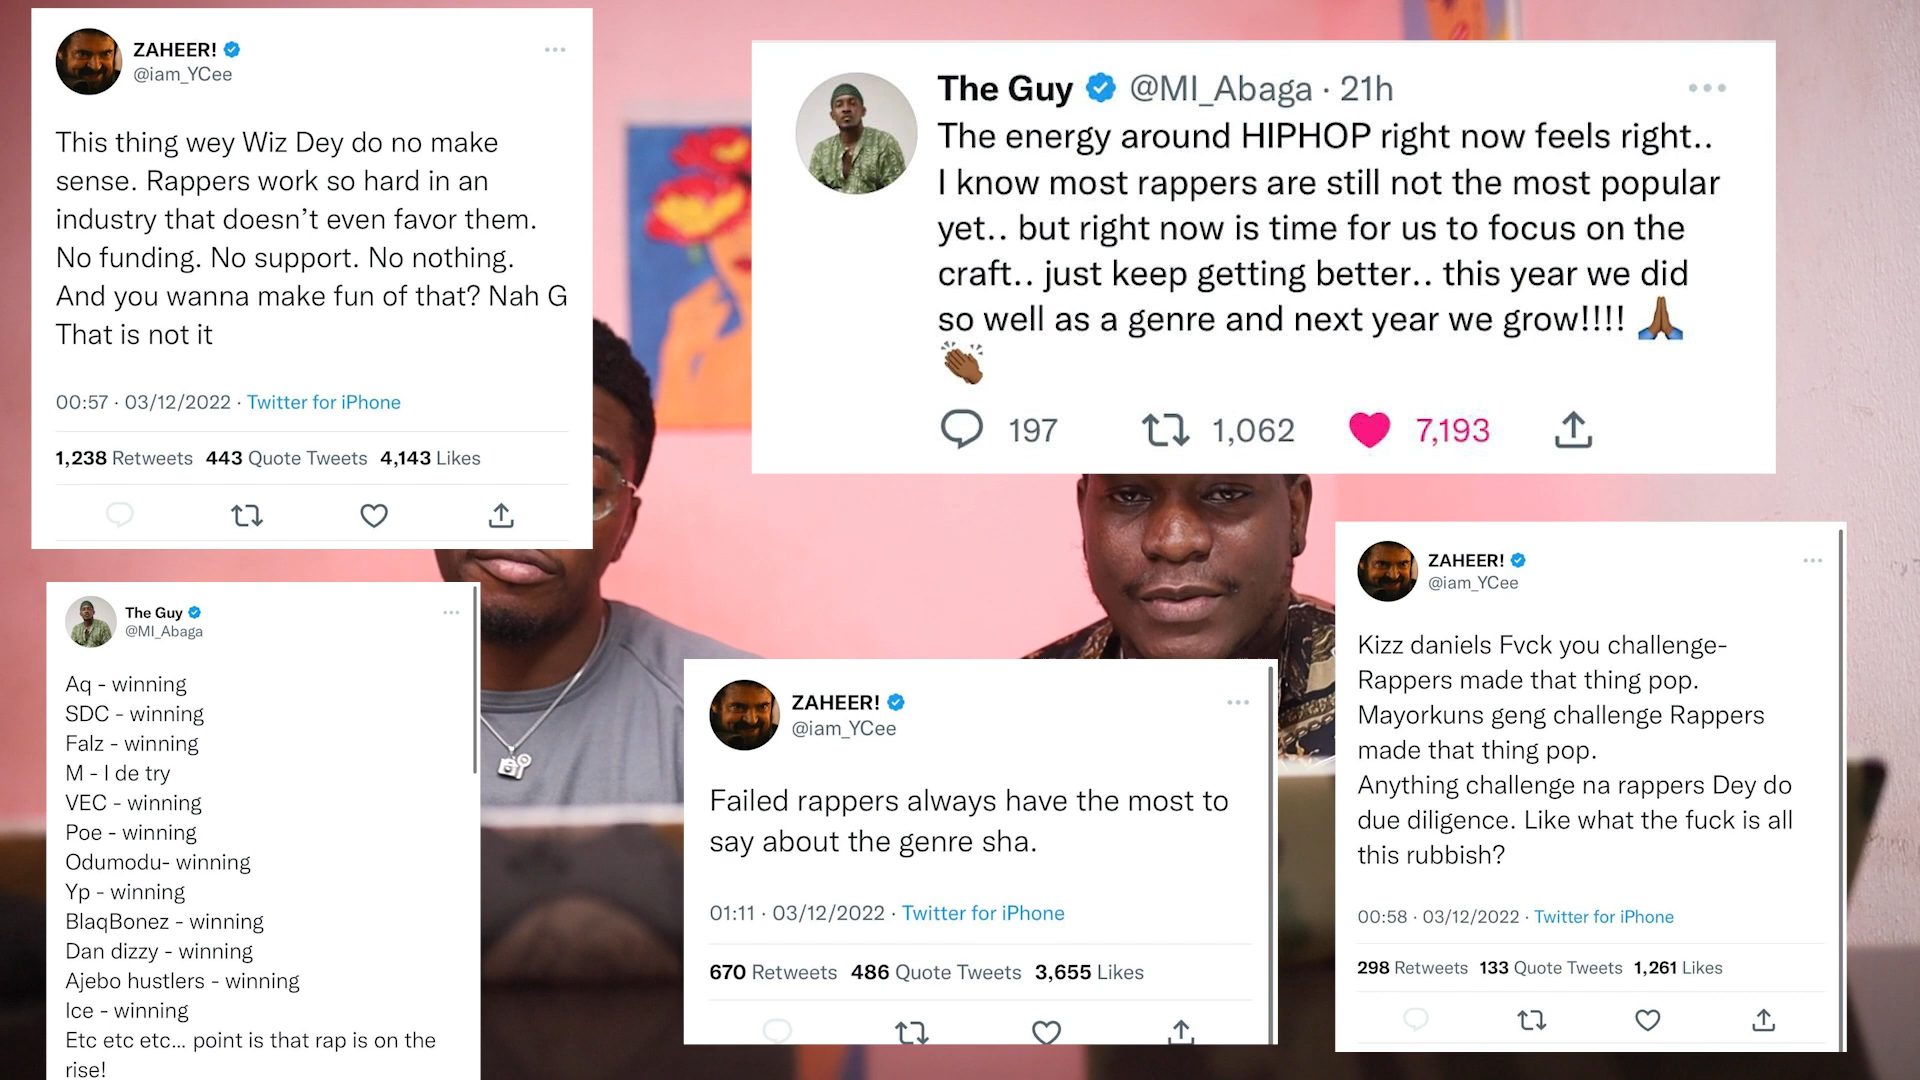 ZAHEER!
@iam_YCee
This thing wey Wiz Dey do no make
sense. Rappers work so hard in an
industry that doesn’t even favor them.
No funding. No support. No nothing.
And you wanna make fun of that? Nah G
That is not it
00:57 · 03/12/2022 · Twitter for iPhone
1,238 Retweets 443 Quote Tweets 4,143 Likes
The Guy @MI_Abaga · 21h
The energy around HIPHOP right now feels right..
I know most rappers are still not the most popular
yet.. but right now is time for us to focus on the
craft.. just keep getting better.. this year we did
so well as a genre and next year we grow!!!! 🙏🏾
👏🏾
197 1,062 7,193
The Guy
@MI_Abaga
Aq - winning
SDC - winning
Falz - winning
M - I de try
VEC - winning
Poe - winning
Odumodu- winning
Yp - winning
BlaqBonez - winning
Dan dizzy - winning
Ajebo hustlers - winning
Ice - winning
Etc etc etc... point is that rap is on the
rise!
ZAHEER!
@iam_YCee
Failed rappers always have the most to
say about the genre sha.
01:11 · 03/12/2022 · Twitter for iPhone
670 Retweets 486 Quote Tweets 3,655 Likes
ZAHEER!
@iam_YCee
Kizz daniels Fvck you challenge-
Rappers made that thing pop.
Mayorkuns geng challenge Rappers
made that thing pop.
Anything challenge na rappers Dey do
due diligence. Like what the fuck is all
this rubbish?
00:58 · 03/12/2022 · Twitter for iPhone
298 Retweets 133 Quote Tweets 1,261 Likes